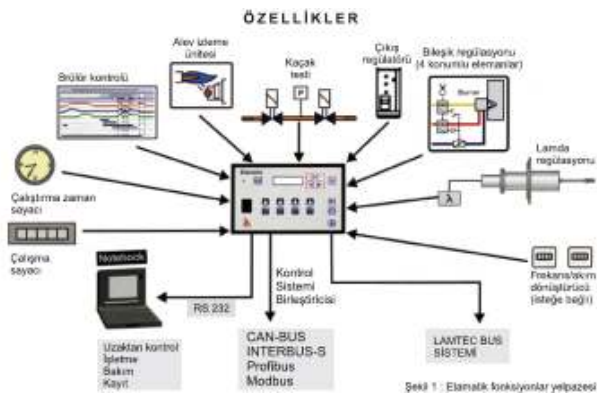 ÖZELLİKLER
Alev izleme
ünitesi
Kaçak
testi
Çıkış
regülatörü
Bileşik regülasyonu
(4 konumlu elemanlar)
Brülör kontrolü
P
Burner
Lamda
regülasyonu
λ
Çalıştırma zaman
sayacı
Çalışma
sayacı
Notebook
RS 232
Kontrol
Sistemi
Birleştiricisi
Frekans/akım
dönüştürücü
(isteğe bağlı)
Uzaktan kontrol
İşletme
Bakım
Kayıt
CAN-BUS
INTERBUS-S
Profibus
Modbus
LAMTEC BUS
SİSTEMİ
Şekil 1 : Etamatik fonksiyonlar yelpazesi